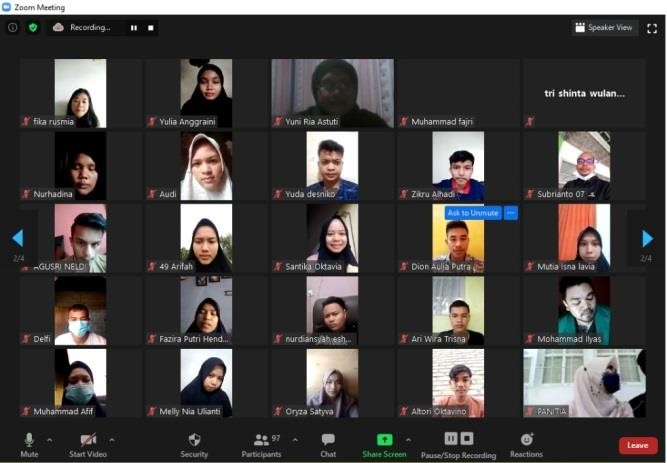 Zoom Meeting
Recording...
Speaker View
fika rusmia
Yulia Anggraini
Yuni Ria Astuti
Muhammad fajri
tri shinta wulan...
Nurhadina
Audi
Yuda desniko
Zikru Alhadi
Subrianto 07
Ask to Unmute
...
2/4
AGUSRI NELDI
49 Arifah
Santika Oktavia
Dion Aulia Putra
Mutia Isna lavia
2/4
Delfi
Fazira Putri Hend...
nurdiansyah esh...
Ari Wira Trisna
Mohammad Ilyas
Muhammad Afif
Melly Nia Ulianti
Oryza Satyva
Altori Oktavino
PANITIA
97
Mute
Start Video
Security
Participants
Chat
Share Screen
Pause/Stop Recording
Reactions
Leave